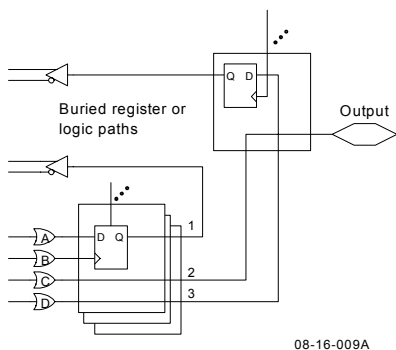 Q D
Buried register or
logic paths
Output
1
A
D Q
B
C
2
D
3
08-16-009A